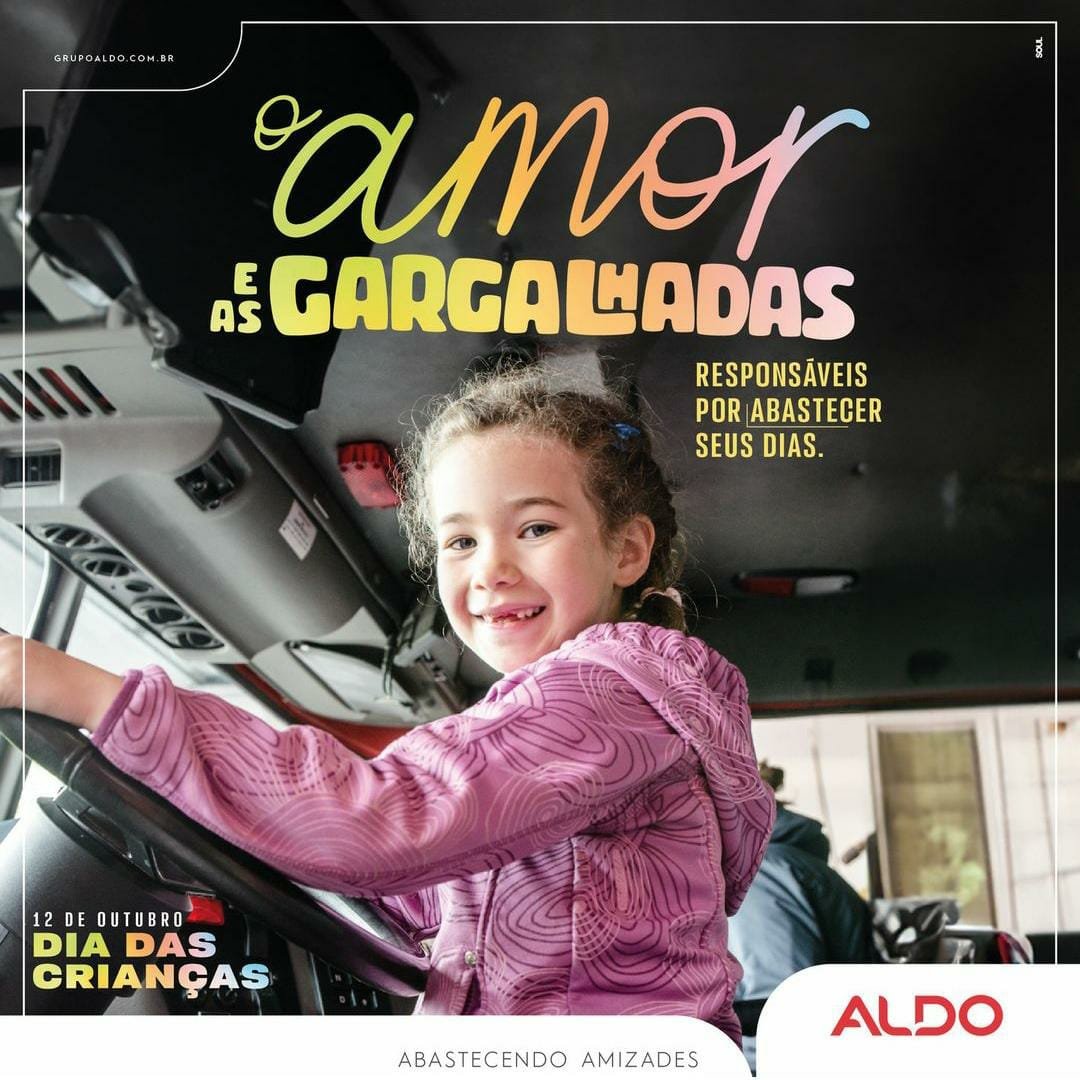 GRUPOALDO.COM.BR
SOUL
o amor
E
AS GARGALHADAS
RESPONSÁVEIS
POR ABASTECER
SEUS DIAS.
12 DE OUTUBRO
DIA DAS
CRIANÇAS
ALDO
ABASTECENDO AMIZADES